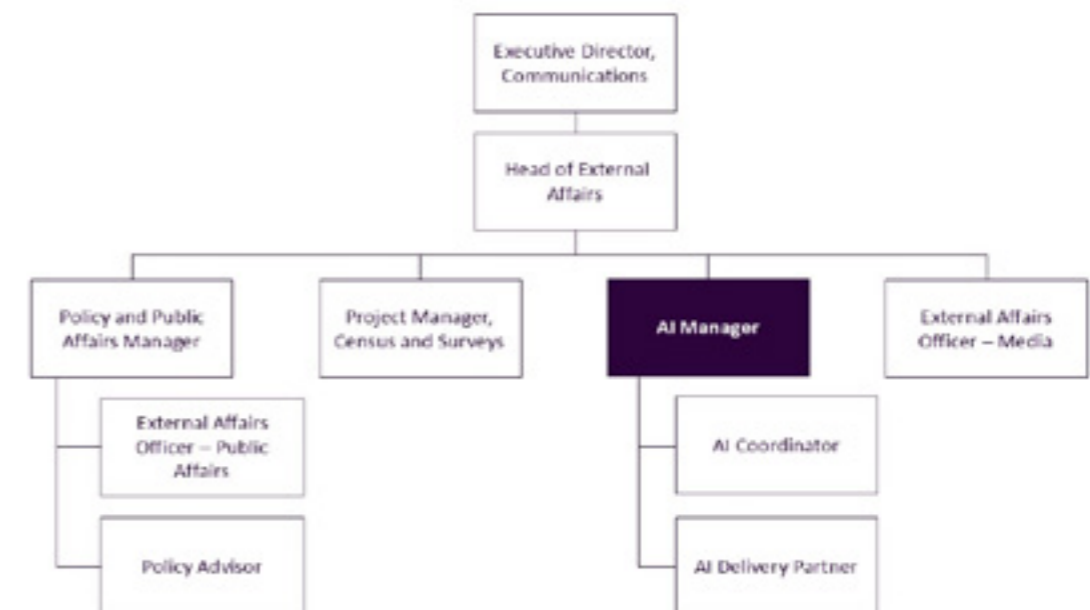 Executive Director,
Communications
Head of External
Affairs
Policy and Public
Affairs Manager
Project Manager,
Census and Surveys
AI Manager
External Affairs
Officer – Media
External Affairs
Officer – Public
Affairs
AI Coordinator
Policy Advisor
AI Delivery Partner